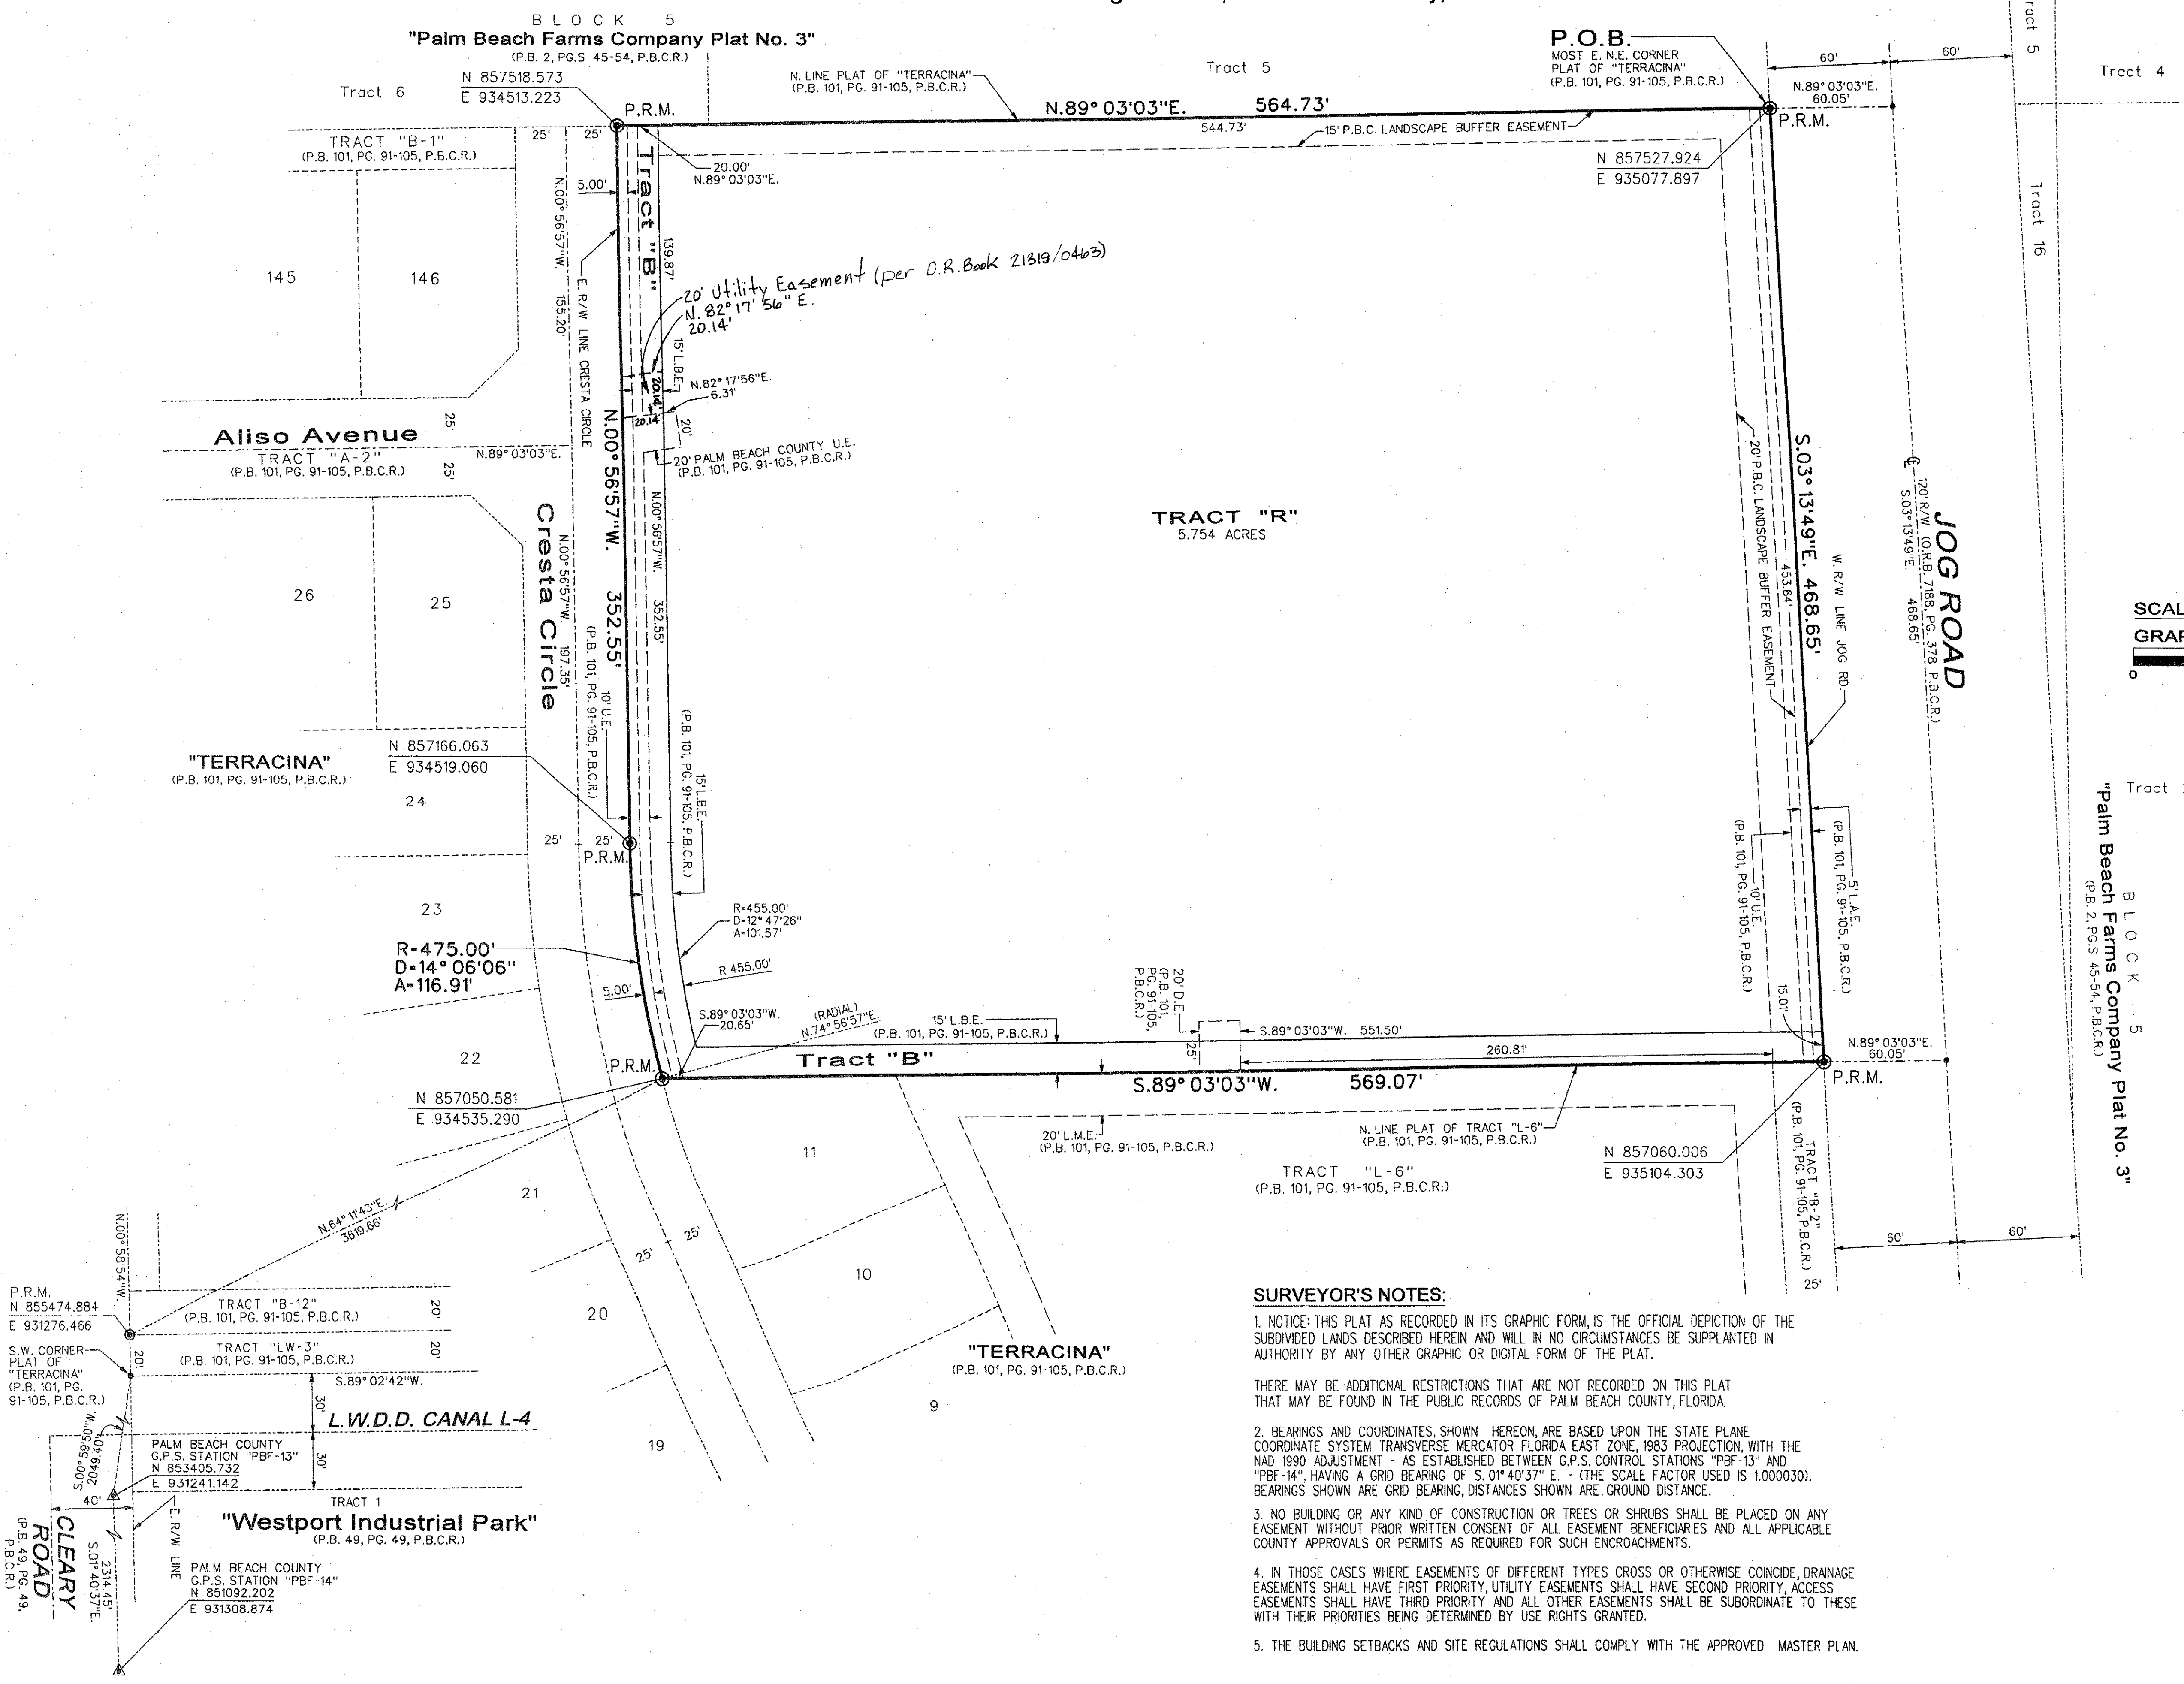 BLOCK 5
"Palm Beach Farms Company Plat No. 3"
(P.B. 2, PG.S 45-54, P.B.C.R.)
N 857518.573
E 934513.223
Tract 6
P.R.M.
N. LINE PLAT OF "TERRACINA"
(P.B. 101, PG. 91-105, P.B.C.R.)
Tract 5
P.O.B.
MOST E. N.E. CORNER
PLAT OF "TERRACINA"
(P.B. 101, PG. 91-105, P.B.C.R.)
60'
60'
N.89° 03'03"E.
60.05'
Tract 4
Tract 16
N.89° 03'03"E. 564.73'
544.73'
15' P.B.C. LANDSCAPE BUFFER EASEMENT
P.R.M.
N 857527.924
E 935077.897
TRACT "B-1"
(P.B. 101, PG. 91-105, P.B.C.R.)
25'
25'
5.00'
20.00'
N.89° 03'03"E.
Tract "B"
139.87'
N.00° 56'57"W. 155.20'
E. R/W LINE CRESTA CIRCLE
145
146
20' Utility Easement (per O.R.Book 21319/0463)
N. 82° 17' 56" E.
20.14'
15' L.B.E.
20.14'
N.82° 17'56"E.
6.31'
20.14'
20'
20' PALM BEACH COUNTY U.E.
(P.B. 101, PG. 91-105, P.B.C.R.)
Aliso Avenue
TRACT "A-2"
(P.B. 101, PG. 91-105, P.B.C.R.)
25'
25'
N.89° 03'03"E.
N.00° 56'57"W. 352.55'
N.00° 56'57"W. 352.55'
Cresta Circle
N.00° 56'57"W. 197.35'
10' U.E.
(P.B. 101, PG. 91-105, P.B.C.R.)
15' L.B.E.
(P.B. 101, PG. 91-105, P.B.C.R.)
TRACT "R"
5.754 ACRES
20' P.B.C. LANDSCAPE BUFFER EASEMENT
453.64'
S.03° 13'49"E. 468.65'
W. R/W LINE JOG RD.
JOG ROAD
120' R/W (O.R.B. 7188, PG. 378 P.B.C.R.)
S.03° 13'49"E. 468.65'
SCAL
GRAP
0
26
25
"TERRACINA"
(P.B. 101, PG. 91-105, P.B.C.R.)
N 857166.063
E 934519.060
24
25'
25'
P.R.M.
23
R=475.00'
D=14° 06'06"
A=116.91'
R=455.00'
D=12° 47'26"
A=101.57'
R 455.00'
5.00'
S.89° 03'03"W.
20.65'
(RADIAL)
N.74° 56'57"E.
15' L.B.E.
(P.B. 101, PG. 91-105, P.B.C.R.)
20' D.E.
(P.B. 101,
PG. 91-105,
P.B.C.R.)
25'
S.89° 03'03"W. 551.50'
260.81'
10' U.E.
(P.B. 101, PG. 91-105, P.B.C.R.)
5' L.A.E.
(P.B. 101, PG. 91-105, P.B.C.R.)
15.01'
N.89° 03'03"E.
60.05'
P.R.M.
22
P.R.M.
Tract "B"
S.89° 03'03"W. 569.07'
N 857050.581
E 934535.290
20' L.M.E.
(P.B. 101, PG. 91-105, P.B.C.R.)
N. LINE PLAT OF TRACT "L-6"
(P.B. 101, PG. 91-105, P.B.C.R.)
N 857060.006
E 935104.303
TRACT "L-6"
(P.B. 101, PG. 91-105, P.B.C.R.)
TRACT "B-2"
(P.B. 101, PG. 91-105, P.B.C.R.)
25'
60'
60'
Tract
BLOCK 5
"Palm Beach Farms Company Plat No. 3"
(P.B. 2, PG.S 45-54, P.B.C.R.)
11
21
N.64° 11'43"E.
3619.66'
25'
25'
10
20
9
19
"TERRACINA"
(P.B. 101, PG. 91-105, P.B.C.R.)
N.00° 58'54"W.
P.R.M.
N 855474.884
E 931276.466
TRACT "B-12"
(P.B. 101, PG. 91-105, P.B.C.R.)
20'
TRACT "LW-3"
(P.B. 101, PG. 91-105, P.B.C.R.)
20'
20'
S.W. CORNER
PLAT OF
"TERRACINA"
(P.B. 101, PG.
91-105, P.B.C.R.)
S.89° 02'42"W.
30'
L.W.D.D. CANAL L-4
30'
S.00° 59'50"W.
2049.40'
PALM BEACH COUNTY
G.P.S. STATION "PBF-13"
N 853405.732
E 931241.142
40'
TRACT 1
"Westport Industrial Park"
(P.B. 49, PG. 49, P.B.C.R.)
E. R/W LINE
CLEARY
ROAD
(P.B. 49, PG. 49,
P.B.C.R.)
2314.45'
S.01° 40'37"E.
PALM BEACH COUNTY
G.P.S. STATION "PBF-14"
N 851092.202
E 931308.874
SURVEYOR'S NOTES:
1. NOTICE: THIS PLAT AS RECORDED IN ITS GRAPHIC FORM, IS THE OFFICIAL DEPICTION OF THE
SUBDIVIDED LANDS DESCRIBED HEREIN AND WILL IN NO CIRCUMSTANCES BE SUPPLANTED IN
AUTHORITY BY ANY OTHER GRAPHIC OR DIGITAL FORM OF THE PLAT.
THERE MAY BE ADDITIONAL RESTRICTIONS THAT ARE NOT RECORDED ON THIS PLAT
THAT MAY BE FOUND IN THE PUBLIC RECORDS OF PALM BEACH COUNTY, FLORIDA.
2. BEARINGS AND COORDINATES, SHOWN HEREON, ARE BASED UPON THE STATE PLANE
COORDINATE SYSTEM TRANSVERSE MERCATOR FLORIDA EAST ZONE, 1983 PROJECTION, WITH THE
NAD 1990 ADJUSTMENT - AS ESTABLISHED BETWEEN G.P.S. CONTROL STATIONS "PBF-13" AND
"PBF-14", HAVING A GRID BEARING OF S. 01° 40'37" E. - (THE SCALE FACTOR USED IS 1.000030).
BEARINGS SHOWN ARE GRID BEARING, DISTANCES SHOWN ARE GROUND DISTANCE.
3. NO BUILDING OR ANY KIND OF CONSTRUCTION OR TREES OR SHRUBS SHALL BE PLACED ON ANY
EASEMENT WITHOUT PRIOR WRITTEN CONSENT OF ALL EASEMENT BENEFICIARIES AND ALL APPLICABLE
COUNTY APPROVALS OR PERMITS AS REQUIRED FOR SUCH ENCROACHMENTS.
4. IN THOSE CASES WHERE EASEMENTS OF DIFFERENT TYPES CROSS OR OTHERWISE COINCIDE, DRAINAGE
EASEMENTS SHALL HAVE FIRST PRIORITY, UTILITY EASEMENTS SHALL HAVE SECOND PRIORITY, ACCESS
EASEMENTS SHALL HAVE THIRD PRIORITY AND ALL OTHER EASEMENTS SHALL BE SUBORDINATE TO THESE
WITH THEIR PRIORITIES BEING DETERMINED BY USE RIGHTS GRANTED.
5. THE BUILDING SETBACKS AND SITE REGULATIONS SHALL COMPLY WITH THE APPROVED MASTER PLAN.